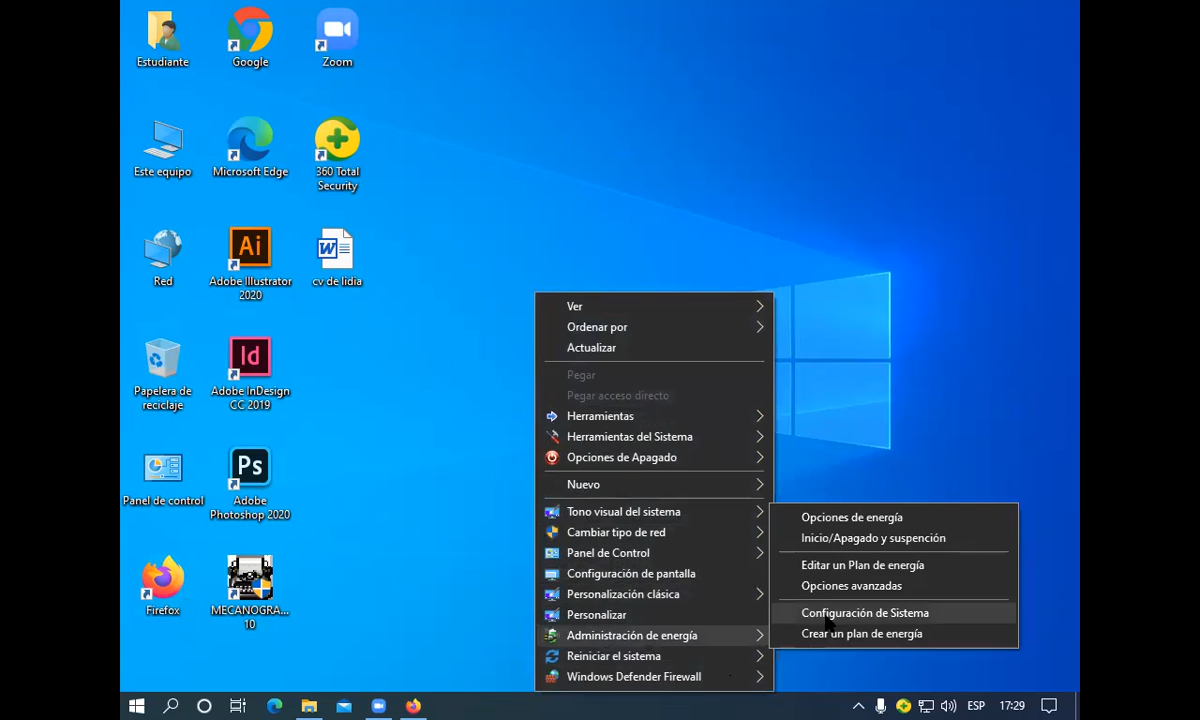 Estudiante
Google
Zoom
Este equipo
Microsoft Edge
360 Total
Security
Red
Ai
Adobe Illustrator
2020
W
cv de lidia
Papelera de
reciclaje
Id
Adobe InDesign
CC 2019
Panel de control
Ps
Adobe
Photoshop 2020
Firefox
MECANOGRA...
10
Ver
Ordenar por
Actualizar
Pegar
Pegar acceso directo
Herramientas
Herramientas del Sistema
Opciones de Apagado
Nuevo
Tono visual del sistema
Cambiar tipo de red
Panel de Control
Configuración de pantalla
Personalización clásica
Personalizar
Administración de energía
Reiniciar el sistema
Windows Defender Firewall
Opciones de energía
Inicio/Apagado y suspención
Editar un Plan de energía
Opciones avanzadas
Configuración de Sistema
Crear un plan de energía
ESP
17:29